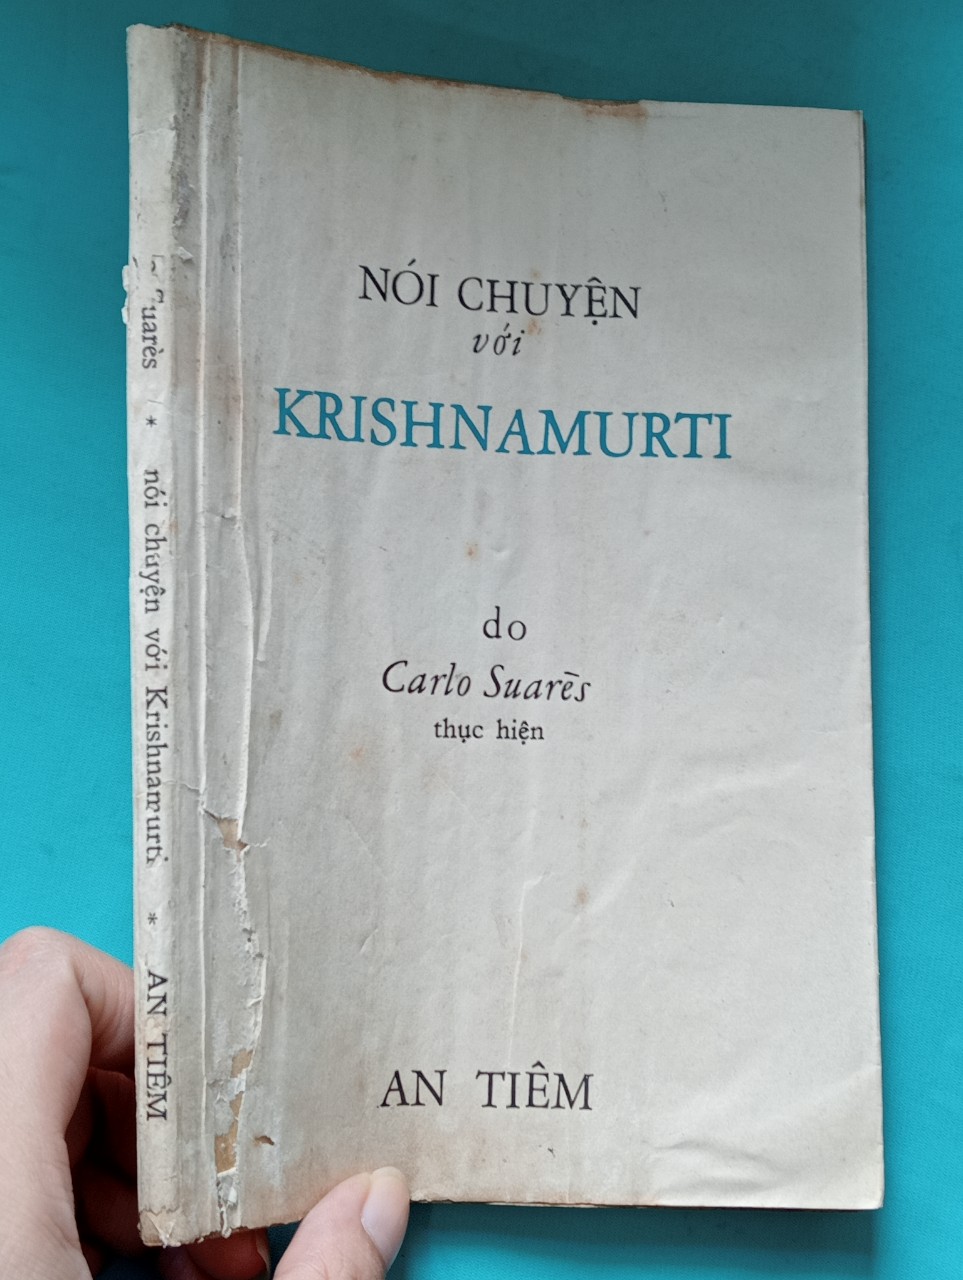 NÓI CHUYỆN
với
KRISHNAMURTI
do
Carlo Suarès
thực hiện
AN TIÊM
Suarès * nói chuyện với Krishnamurti * AN TIÊM